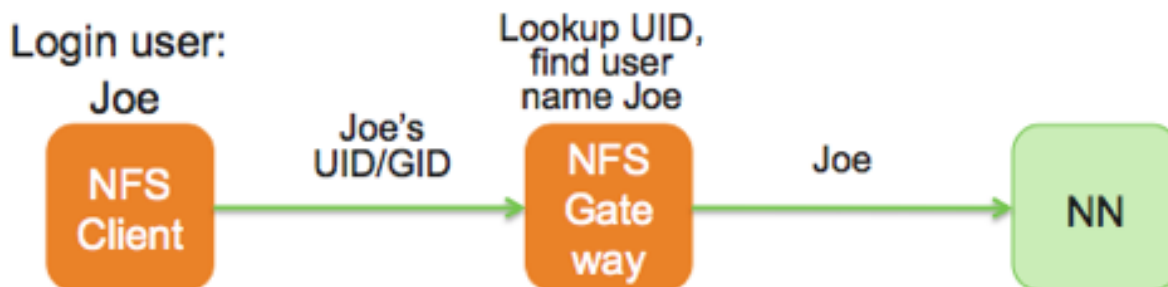 Login user:
Joe
NFS
Client
Joe's
UID/GID
Lookup UID,
find user
name Joe
NFS
Gate
way
Joe
NN